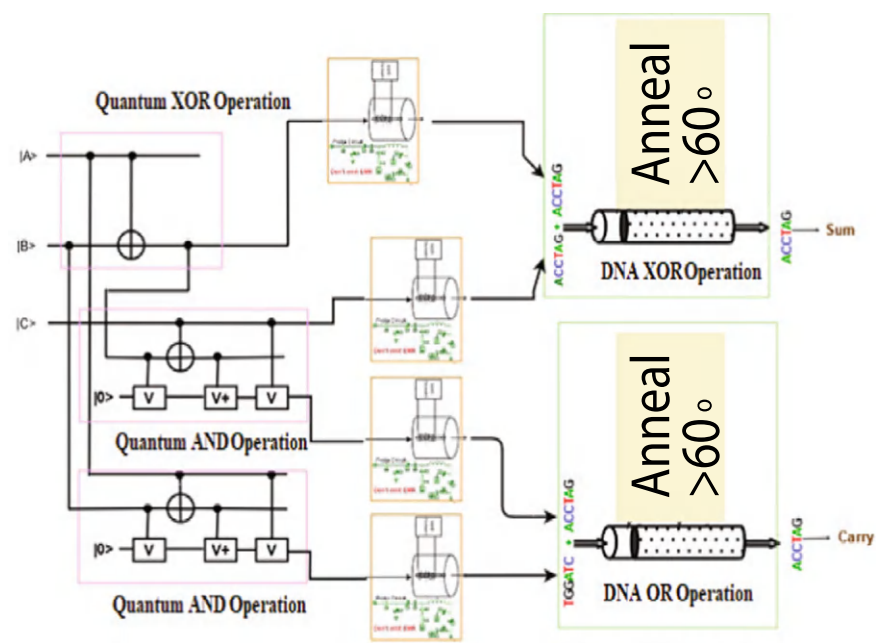 Quantum XOR Operation
|A>
|B>
|C>
|0>
V
V+
V
Quantum AND Operation
|0>
V
V+
V
Quantum AND Operation
Anneal
>60°
ACCTAG + ACCTAG
DNA XOR Operation
ACCTAG
Sum
Anneal
>60°
TGGATC + ACCTAG
DNA OR Operation
ACCTAG
Carry